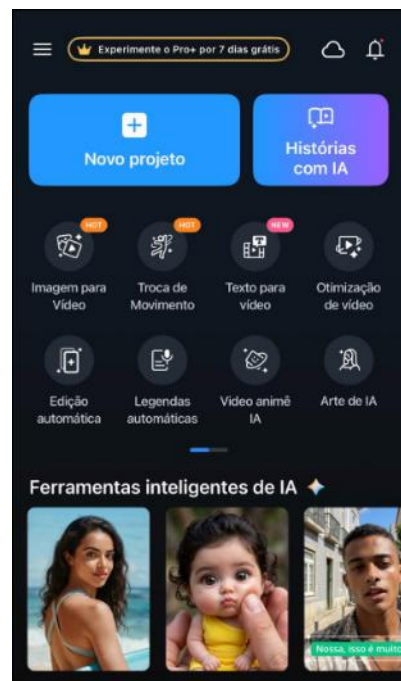 Experimente o Pro+ por 7 dias grátis
Novo projeto
Histórias
com IA
HOT
HOT
NEW
Imagem para
Vídeo
Troca de
Movimento
Texto para
vídeo
Otimização
de vídeo
Edição
automática
Legendas
automáticas
Video animê
IA
Arte de IA
Ferramentas inteligentes de IA
Nossa, isso é muito